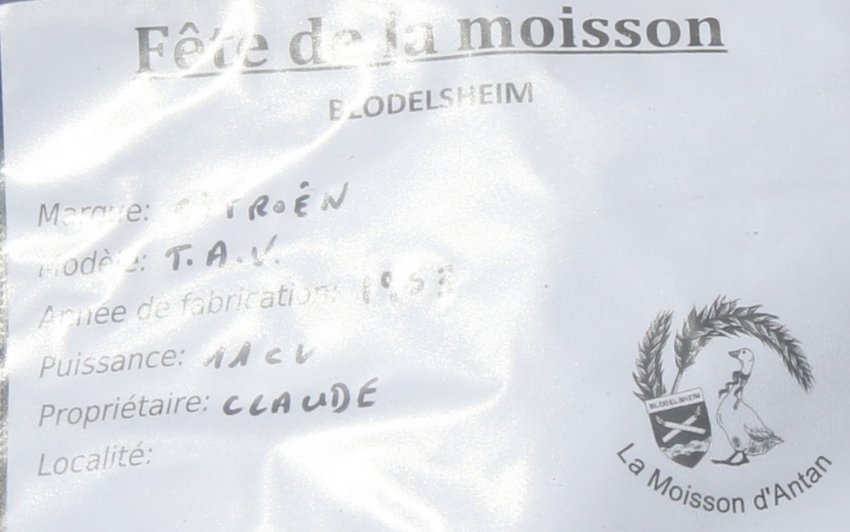 Fête de la moisson
BLODELSHEIM
Marque: CITROËN
Modèle: T.A.V.
Année de fabrication:
Puissance: 11 CV
Propriétaire: CLAUDE
Localité:
BLODELSHEIM
La Moisson d'Antan